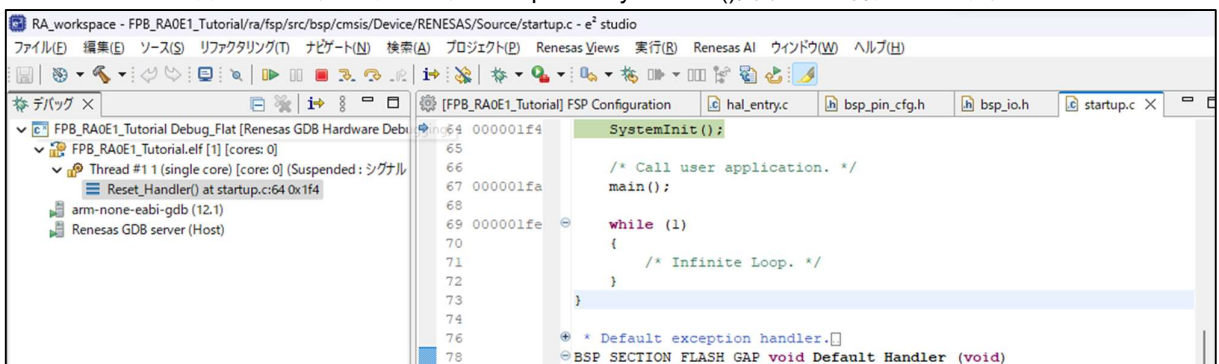 RA_workspace - FPB_RA0E1_Tutorial/ra/fsp/src/bsp/cmsis/Device/RENESAS/Source/startup.c - e² studio
ファイル(F) 編集(E) ソース(S) リファクタリング(T) ナビゲート(N) 検索(A) プロジェクト(P) Renesas Views 実行(R) Renesas AI ウィンドウ(W) ヘルプ(H)
デバッグ
FPB_RA0E1_Tutorial Debug_Flat [Renesas GDB Hardware Debu
FPB_RA0E1_Tutorial.elf [1] [cores: 0]
Thread #1 1 (single core) [core: 0] (Suspended : シグナル
Reset_Handler() at startup.c:64 0x1f4
arm-none-eabi-gdb (12.1)
Renesas GDB server (Host)
[FPB_RA0E1_Tutorial] FSP Configuration
hal_entry.c
bsp_pin_cfg.h
bsp_io.h
startup.c
64 000001f4 SystemInit();
65
66 /* Call user application. */
67 000001fa main();
68
69 000001fe while (1)
70 {
71 /* Infinite Loop. */
72 }
73 }
74
76 * Default exception handler.
78 BSP_SECTION_FLASH_GAP void Default_Handler (void)